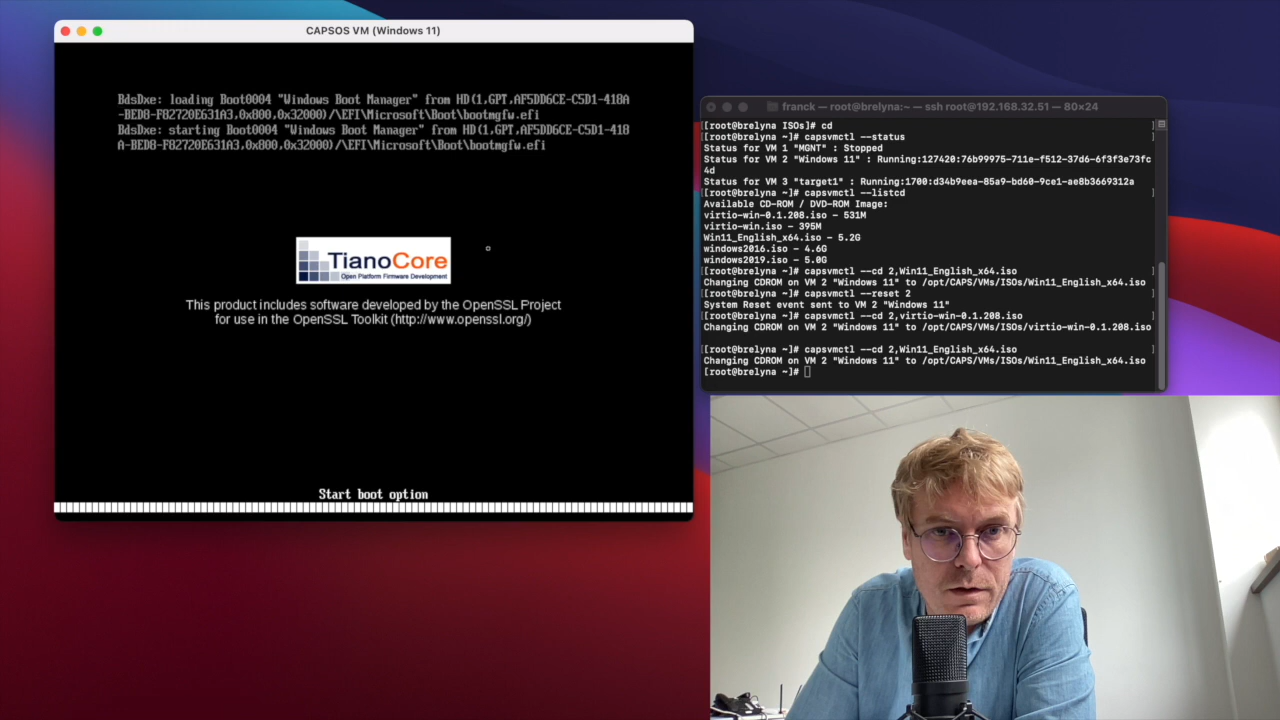 CAPSOS VM (Windows 11)
BdsDxe: loading Boot0004 "Windows Boot Manager" from HD(1,GPT,AF5DD6CE-C5D1-418A
-BED8-F82720E631A3,0x800,0x32000)/\EFI\Microsoft\Boot\bootmgfw.efi
BdsDxe: starting Boot0004 "Windows Boot Manager" from HD(1,GPT,AF5DD6CE-C5D1-418
A-BED8-F82720E631A3,0x800,0x32000)/\EFI\Microsoft\Boot\bootmgfw.efi
TianoCore
Open Platform Firmware Development
This product includes software developed by the OpenSSL Project
for use in the OpenSSL Toolkit (http://www.openssl.org/)
Start boot option
franck — root@brelyna:~ — ssh root@192.168.32.51 — 80×24
[[root@brelyna ISOs]# cd ]
[[root@brelyna ~]# capsvmctl --status ]
Status for VM 1 "MGNT" : Stopped
Status for VM 2 "Windows 11" : Running:127420:76b99975-711e-f512-37d6-6f3f3e73fc
4d
Status for VM 3 "target1" : Running:1700:d34b9eea-85a9-bd60-9ce1-ae8b3669312a
[[root@brelyna ~]# capsvmctl --listcd ]
Available CD-ROM / DVD-ROM Image:
virtio-win-0.1.208.iso - 531M
virtio-win.iso - 395M
Win11_English_x64.iso - 5.2G
windows2016.iso - 4.6G
windows2019.iso - 5.0G
[[root@brelyna ~]# capsvmctl --cd 2,Win11_English_x64.iso ]
Changing CDROM on VM 2 "Windows 11" to /opt/CAPS/VMs/ISOs/Win11_English_x64.iso
[[root@brelyna ~]# capsvmctl --reset 2 ]
System Reset event sent to VM 2 "Windows 11"
[[root@brelyna ~]# capsvmctl --cd 2,virtio-win-0.1.208.iso ]
Changing CDROM on VM 2 "Windows 11" to /opt/CAPS/VMs/ISOs/virtio-win-0.1.208.iso
[[root@brelyna ~]# capsvmctl --cd 2,Win11_English_x64.iso ]
Changing CDROM on VM 2 "Windows 11" to /opt/CAPS/VMs/ISOs/Win11_English_x64.iso
[root@brelyna ~]#